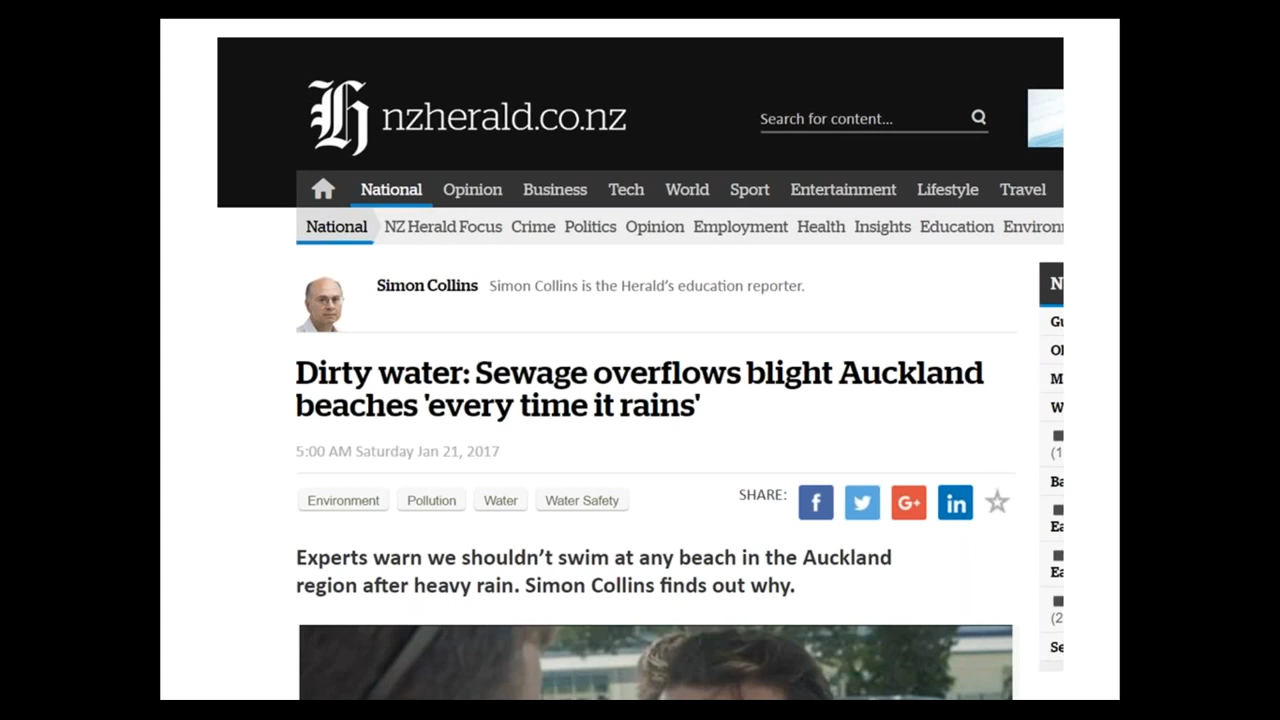 nzherald.co.nz
Search for content...
National Opinion Business Tech World Sport Entertainment Lifestyle Travel
National NZ Herald Focus Crime Politics Opinion Employment Health Insights Education
Simon Collins Simon Collins is the Herald's education reporter.
Dirty water: Sewage overflows blight Auckland
beaches 'every time it rains'
5:00 AM Saturday Jan 21, 2017
Environment Pollution Water Water Safety SHARE:
Experts warn we shouldn't swim at any beach in the Auckland
region after heavy rain. Simon Collins finds out why.